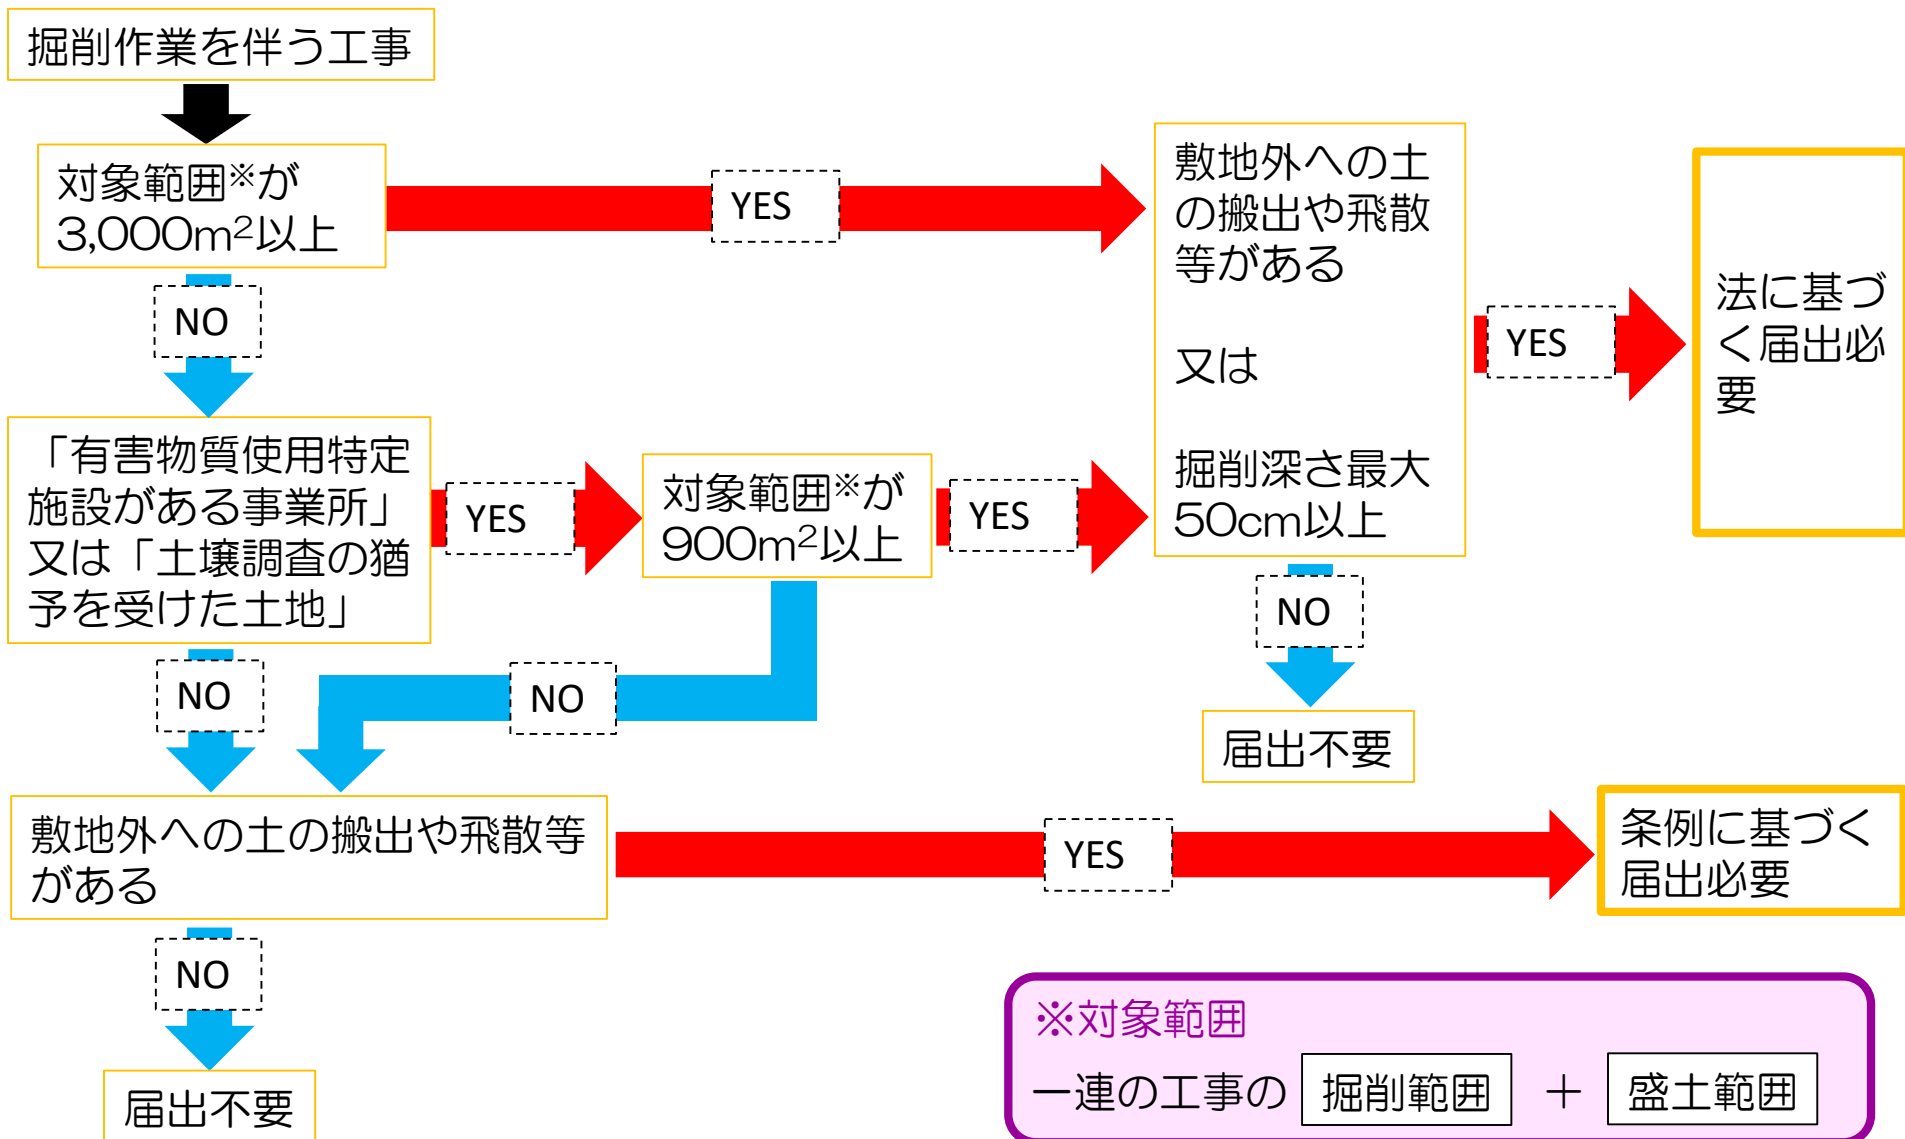 掘削作業を伴う工事
対象範囲※が
3,000m²以上
YES
敷地外への土
の搬出や飛散
等がある
又は
掘削深さ最大
50cm以上
YES
法に基づ
く届出必
要
NO
「有害物質使用特定
施設がある事業所」
又は「土壌調査の猶
予を受けた土地」
YES
対象範囲※が
900m²以上
YES
NO
届出不要
NO
NO
敷地外への土の搬出や飛散等
がある
YES
条例に基づく
届出必要
NO
届出不要
※対象範囲
一連の工事の 掘削範囲 + 盛土範囲